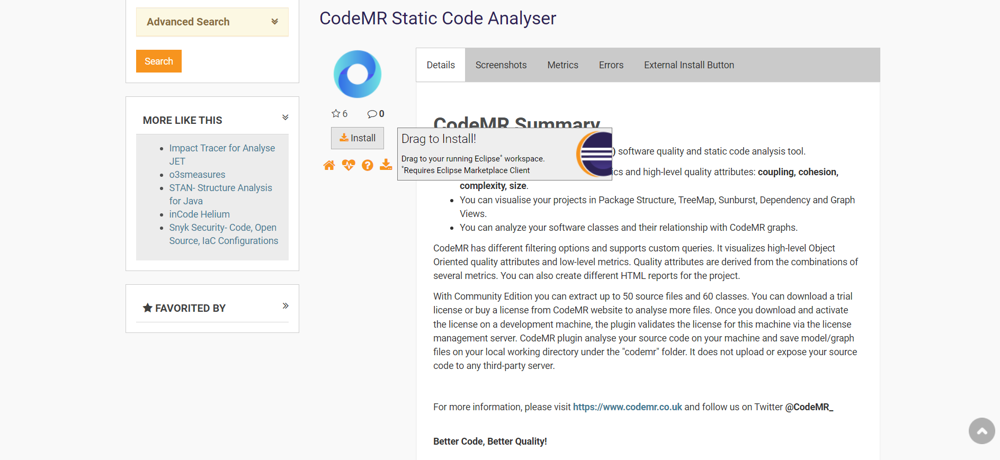 Advanced Search
Search
MORE LIKE THIS
Impact Tracer for Analyse
JET
o3smeasures
STAN- Structure Analysis
for Java
inCode Helium
Snyk Security- Code, Open
Source, IaC Configurations
FAVORITED BY
CodeMR Static Code Analyser
6 0
Install
Details Screenshots Metrics Errors External Install Button
CodeMR Summary
Drag to Install!
Drag to your running Eclipse* workspace.
*Requires Eclipse Marketplace Client
) software quality and static code analysis tool.
ics and high-level quality attributes: coupling, cohesion,
complexity, size.
You can visualise your projects in Package Structure, TreeMap, Sunburst, Dependency and Graph
Views.
You can analyze your software classes and their relationship with CodeMR graphs.
CodeMR has different filtering options and supports custom queries. It visualizes high-level Object
Oriented quality attributes and low-level metrics. Quality attributes are derived from the combinations of
several metrics. You can also create different HTML reports for the project.
With Community Edition you can extract up to 50 source files and 60 classes. You can download a trial
license or buy a license from CodeMR website to analyse more files. Once you download and activate
the license on a development machine, the plugin validates the license for this machine via the license
management server. CodeMR plugin analyse your source code on your machine and save model/graph
files on your local working directory under the "codemr" folder. It does not upload or expose your source
code to any third-party server.
For more information, please visit https://www.codemr.co.uk and follow us on Twitter @CodeMR_
Better Code, Better Quality!